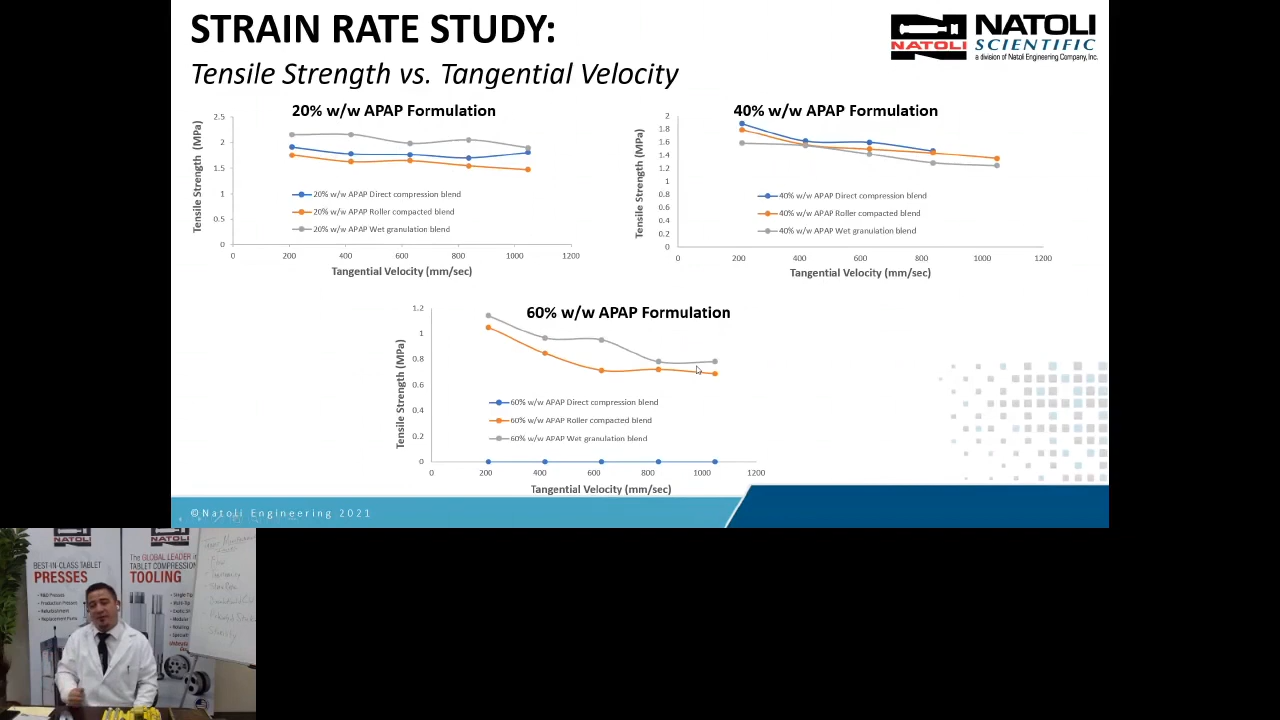 STRAIN RATE STUDY:
Tensile Strength vs. Tangential Velocity
NATOLI
NATOLI
SCIENTIFIC
a division of Natoli Engineering Company, Inc.
20% w/w APAP Formulation
Tensile Strength (MPa)
2.5
2
1.5
1
0.5
0
20% w/w APAP Direct compression blend
20% w/w APAP Roller compacted blend
20% w/w APAP Wet granulation blend
0 200 400 600 800 1000 1200
Tangential Velocity (mm/sec)
40% w/w APAP Formulation
Tensile Strength (MPa)
2
1.8
1.6
1.4
1.2
1
0.8
0.6
0.4
0.2
0
40% w/w APAP Direct compression blend
40% w/w APAP Roller compacted blend
40% w/w APAP Wet granulation blend
0 200 400 600 800 1000 1200
Tangential Velocity (mm/sec)
60% w/w APAP Formulation
Tensile Strength (MPa)
1.2
1
0.8
0.6
0.4
0.2
0
60% w/w APAP Direct compression blend
60% w/w APAP Roller compacted blend
60% w/w APAP Wet granulation blend
0 200 400 600 800 1000 1200
Tangential Velocity (mm/sec)
©Natoli Engineering 2021
NATOLI
BEST-IN-CLASS TABLET
PRESSES
R&D Presses
Production Presses
Refurbishment
Replacement Parts
NATOLI
The GLOBAL LEADER in
TABLET COMPRESSION
TOOLING